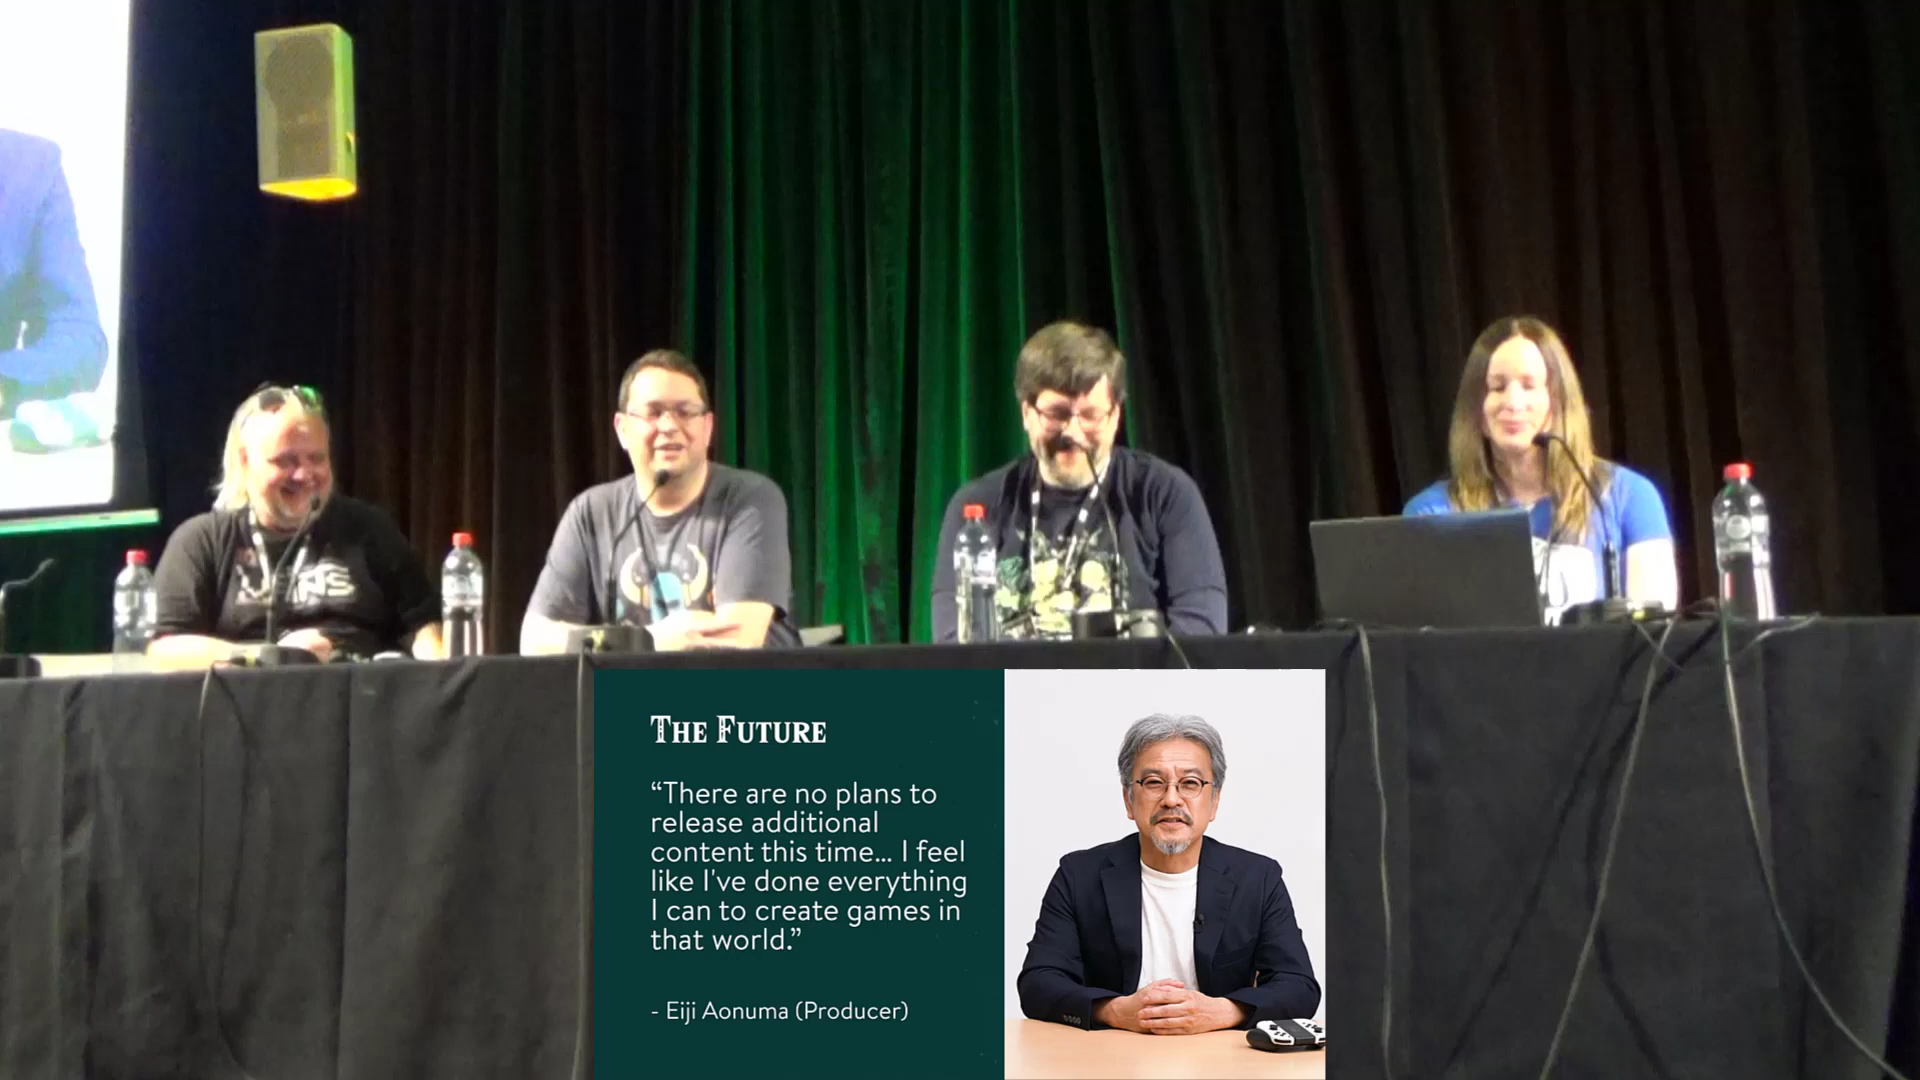 The Future
“There are no plans to
release additional
content this time... I feel
like I've done everything
I can to create games in
that world.”
- Eiji Aonuma (Producer)